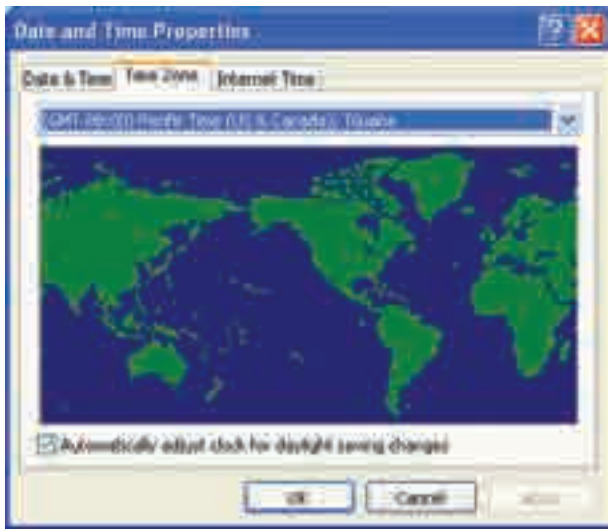 Date and Time Properties
Date & Time Time Zone Internet Time
(GMT-08:00) Pacific Time (US & Canada); Tijuana
Automatically adjust clock for daylight saving changes
OK Cancel